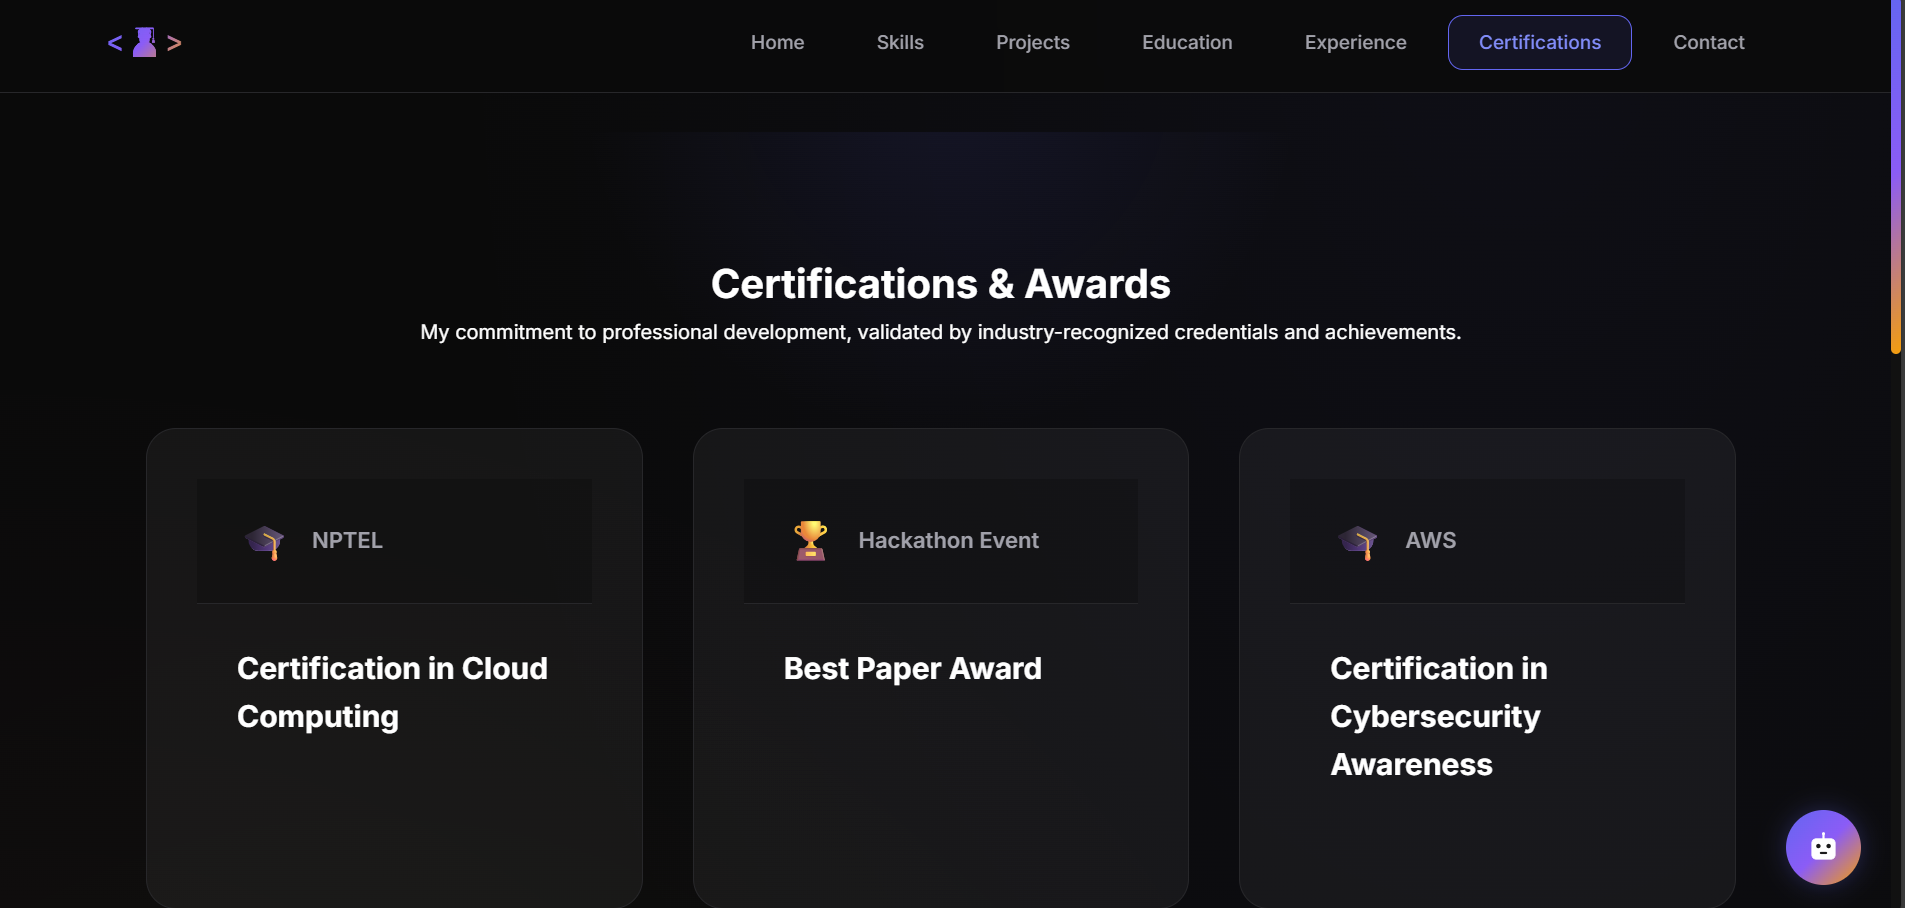 < >
Home
Skills
Projects
Education
Experience
Certifications
Contact
Certifications & Awards
My commitment to professional development, validated by industry-recognized credentials and achievements.
NPTEL
Certification in Cloud
Computing
Hackathon Event
Best Paper Award
AWS
Certification in
Cybersecurity
Awareness